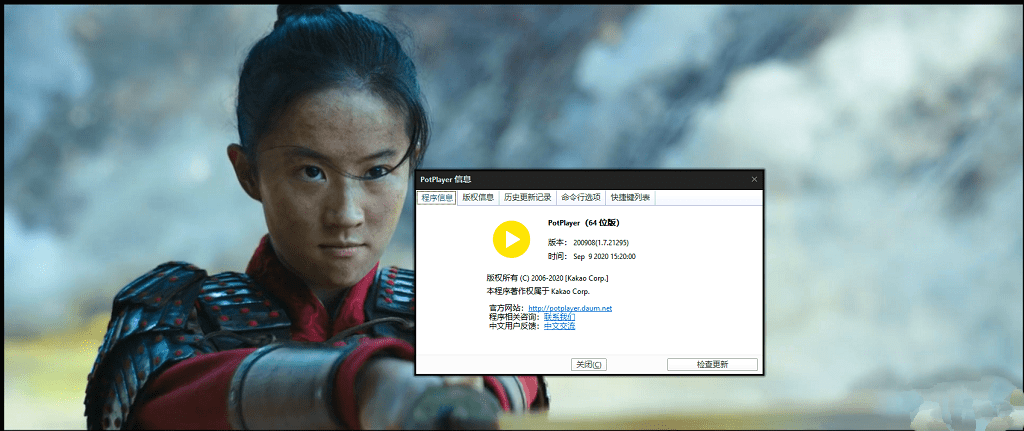 PotPlayer 信息
程序信息 版权信息 历史更新记录 命令行选项 快捷键列表
PotPlayer (64 位版)
版本： 200908(1.7.21295)
时间： Sep 9 2020 15:20:00
版权所有 (C) 2006-2020 [Kakao Corp.]
本程序著作权属于 Kakao Corp.
官方网站：http://potplayer.daum.net
程序相关咨询：联系我们
中文用户反馈：中文交流
关闭(C) 检查更新